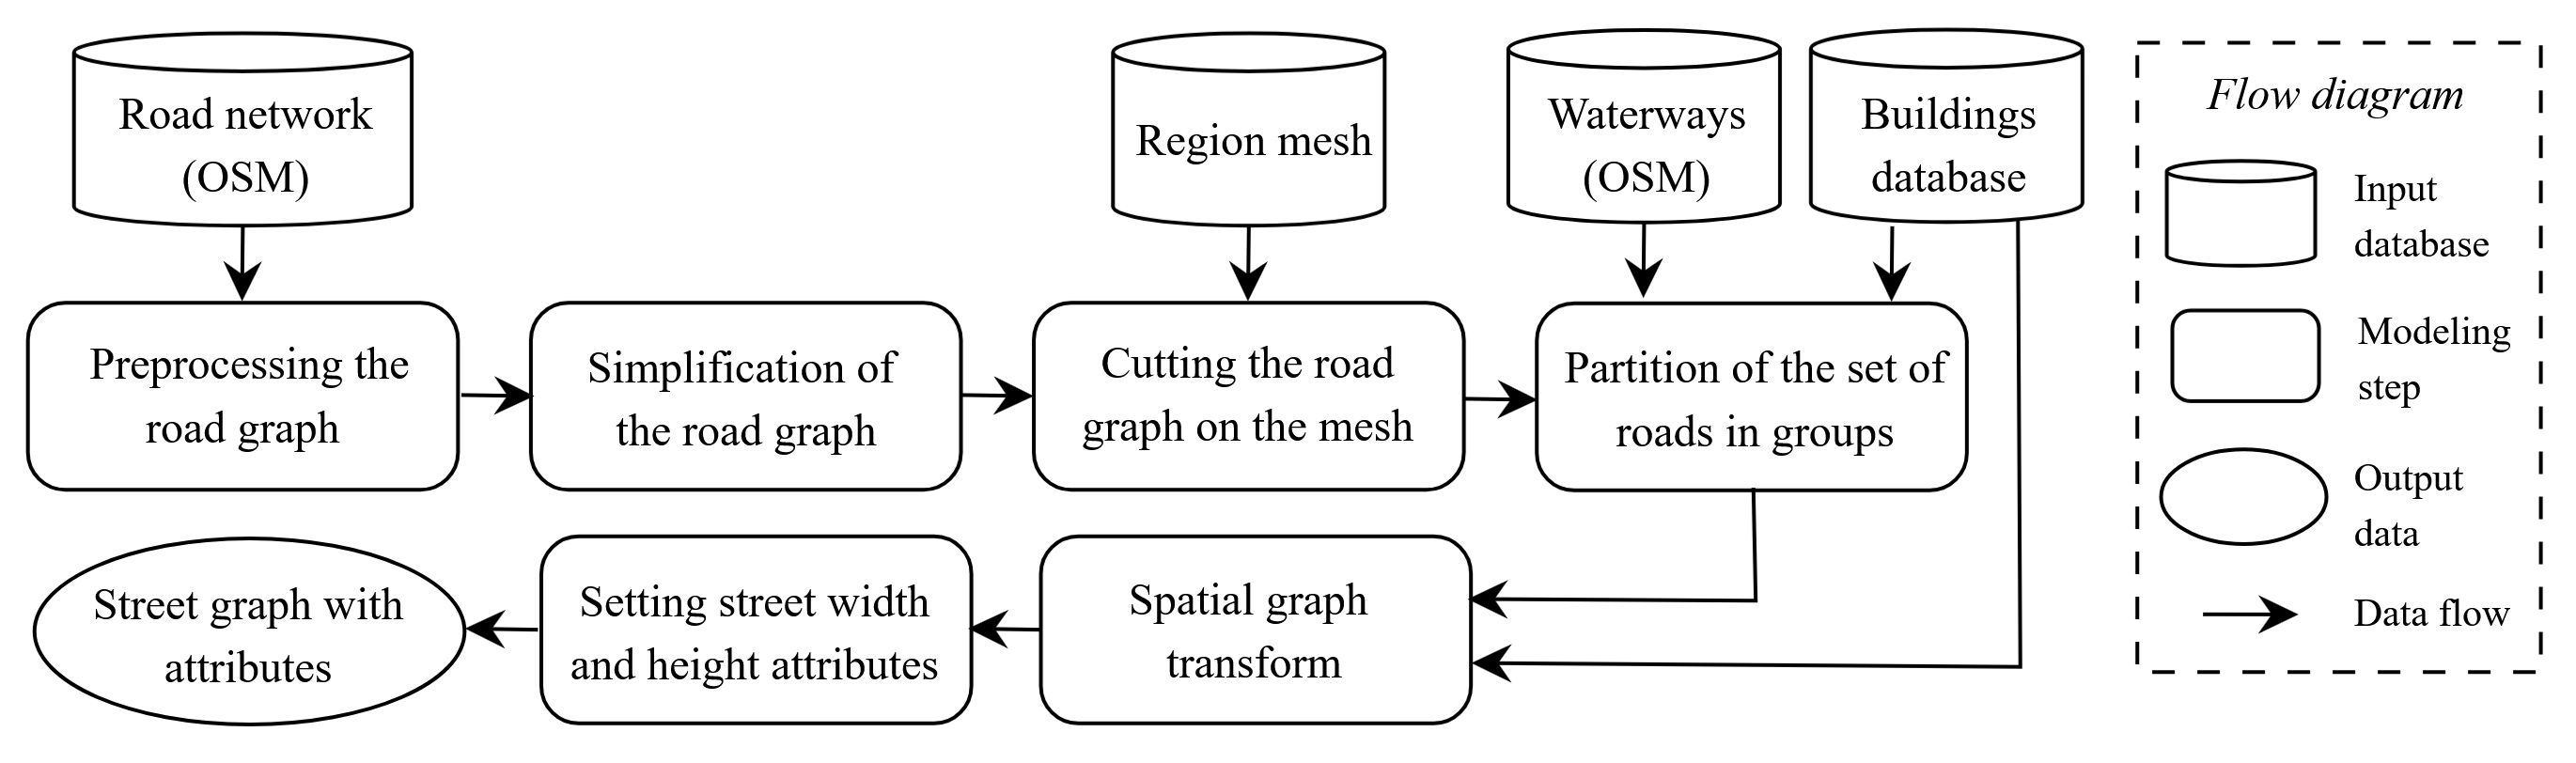 Road network
(OSM)
Region mesh
Waterways
(OSM)
Buildings
database
Preprocessing the
road graph
Simplification of
the road graph
Cutting the road
graph on the mesh
Partition of the set of
roads in groups
Street graph with
attributes
Setting street width
and height attributes
Spatial graph
transform
Flow diagram
Input
database
Modeling
step
Output
data
Data flow